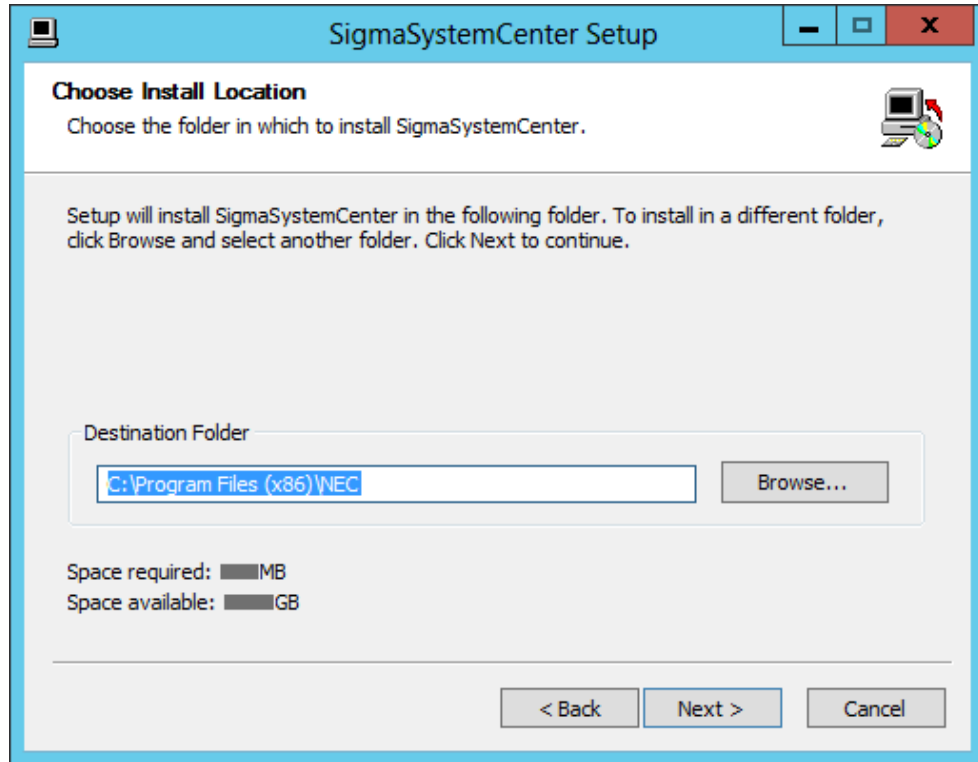 SigmaSystemCenter Setup
Choose Install Location
Choose the folder in which to install SigmaSystemCenter.
Setup will install SigmaSystemCenter in the following folder. To install in a different folder,
click Browse and select another folder. Click Next to continue.
Destination Folder
C:\Program Files (x86)\NEC
Browse...
Space required: MB
Space available: GB
< Back Next > Cancel